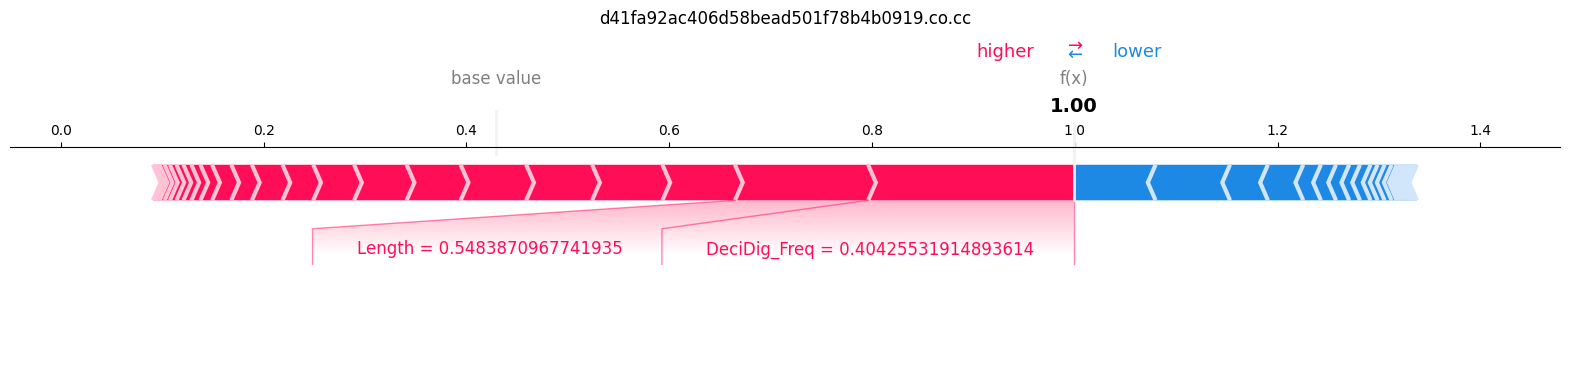 d41fa92ac406d58bead501f78b4b0919.co.cc
higher ⇄ lower
base value f(x)
1.00
0.0 0.2 0.4 0.6 0.8 1.0 1.2 1.4
Length = 0.5483870967741935 DeciDig_Freq = 0.40425531914893614